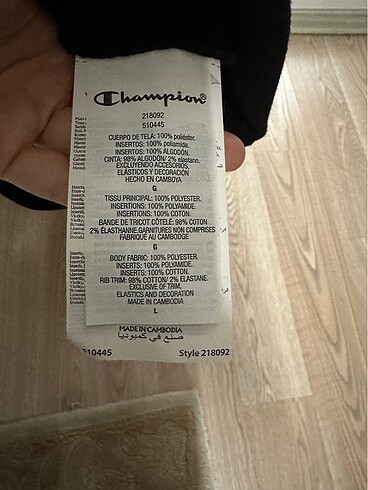 Champion®
218092
510445
CUERPO DE TELA: 100% poliéster.
INSERTOS: 100% poliamida.
INSERTOS: 100% ALGODÓN.
CINTA: 98% ALGODÓN/ 2% elastano.
EXCLUYENDO ACCESORIOS,
ELÁSTICOS Y DECORACIÓN
HECHO EN CAMBOYA
G
TISSU PRINCIPAL: 100% POLYESTER.
INSERTIONS: 100% POLYAMIDE.
INSERTIONS: 100% COTON.
BANDE DE TRICOT CÔTELÉ: 98% COTON
2% ÉLASTHANNE.GARNITURES NON COMPRISES
FABRIQUÉ AU CAMBODGE
G
BODY FABRIC: 100% POLYESTER.
INSERTS: 100% POLYAMIDE.
INSERTS: 100% COTTON.
RIB TRIM: 98% COTTON/ 2% ELASTANE.
EXCLUSIVE OF TRIM,
ELASTICS AND DECORATION
MADE IN CAMBODIA
L
MADE IN CAMBODIA
صنع في كمبوديا
510445 Style 218092